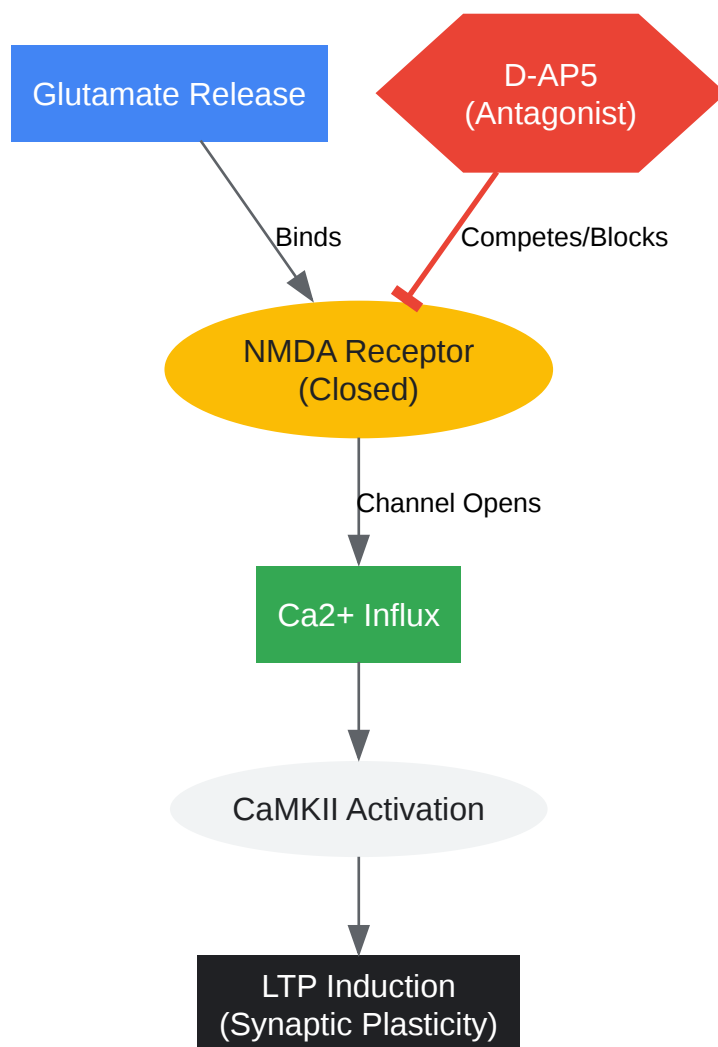 Glutamate Release
D-AP5
(Antagonist)
Binds
Competes/Blocks
NMDA Receptor
(Closed)
Channel Opens
Ca2+ Influx
CaMKII Activation
LTP Induction
(Synaptic Plasticity)